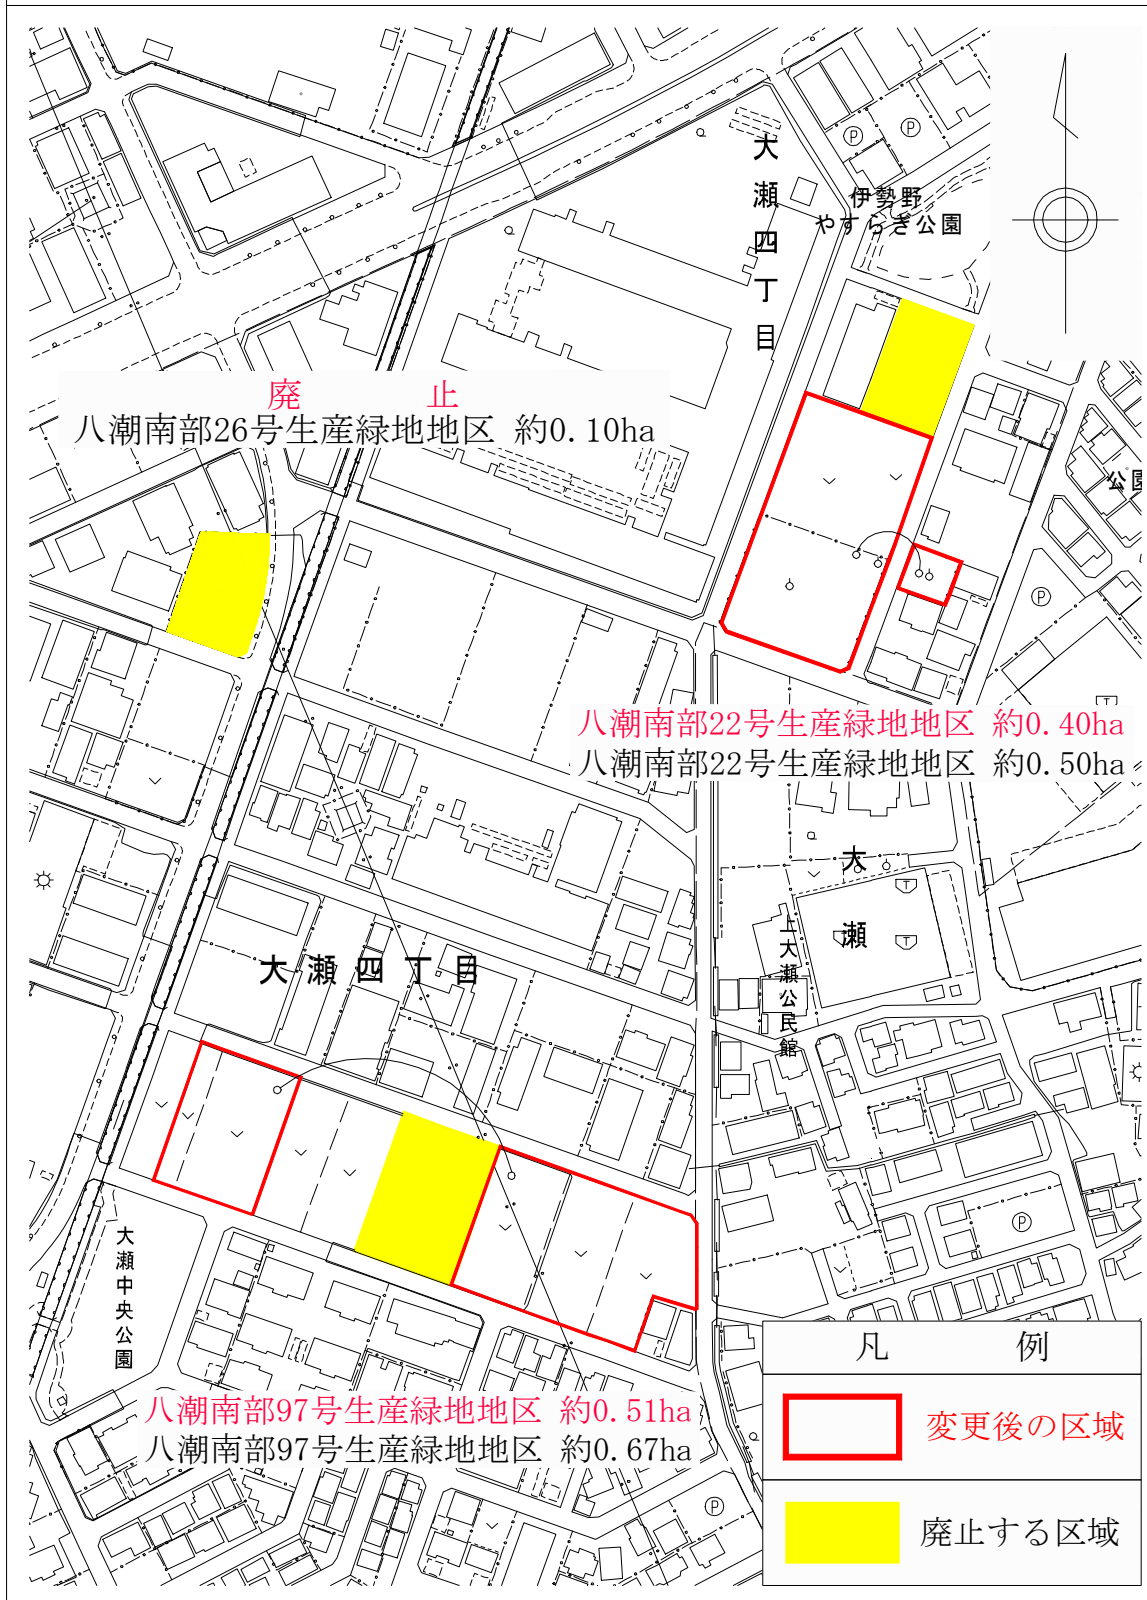 大瀬四丁目
伊勢野
やすらぎ公園
Ⓟ
Ⓟ
廃 止
八潮南部26号生産緑地地区 約0.10ha
公園
Ⓟ
八潮南部22号生産緑地地区 約0.40ha
八潮南部22号生産緑地地区 約0.50ha
大瀬
上大瀬公民館
大瀬四丁目
Ⓟ
大瀬中央公園
八潮南部97号生産緑地地区 約0.51ha
八潮南部97号生産緑地地区 約0.67ha
Ⓟ
凡 例
変更後の区域
廃止する区域